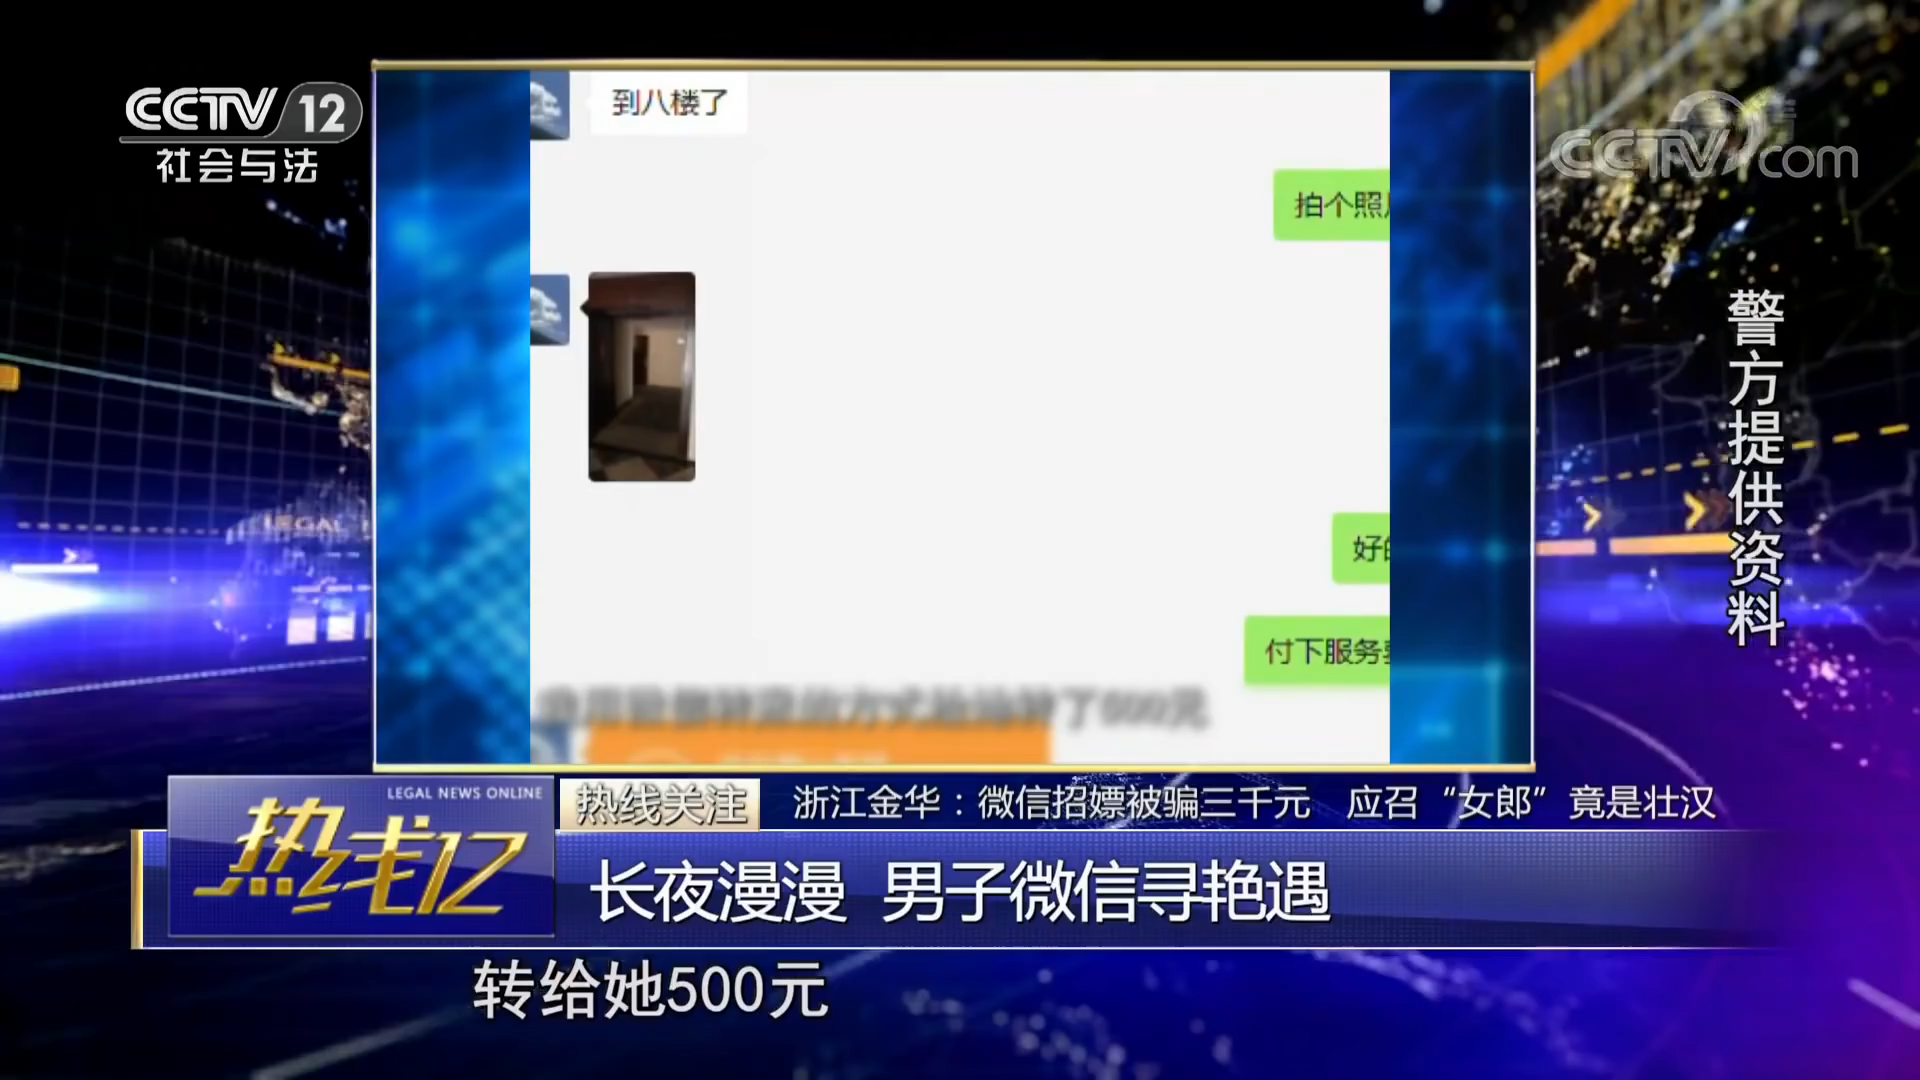 CCTV 12
社会与法
CCTV com
到八楼了
拍个照
好的
付下服务
警方提供资料
LEGAL NEWS ONLINE
热线12
热线关注
浙江金华：微信招嫖被骗三千元 应召“女郎”竟是壮汉
长夜漫漫 男子微信寻艳遇
转给她500元
LEGAL